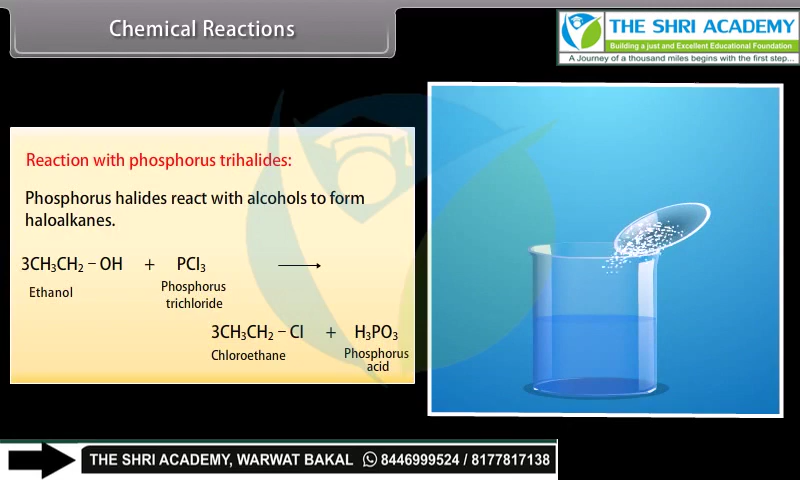 Chemical Reactions
THE SHRI ACADEMY
Building a just and Excellent Educational Foundation
A Journey of a thousand miles begins with the first step...
Reaction with phosphorus trihalides:
Phosphorus halides react with alcohols to form
haloalkanes.
3CH₃CH₂ – OH + PCl₃ ⟶
Ethanol Phosphorus
trichloride
3CH₃CH₂ – Cl + H₃PO₃
Chloroethane Phosphorus
acid
THE SHRI ACADEMY, WARWAT BAKAL 8446999524 / 8177817138